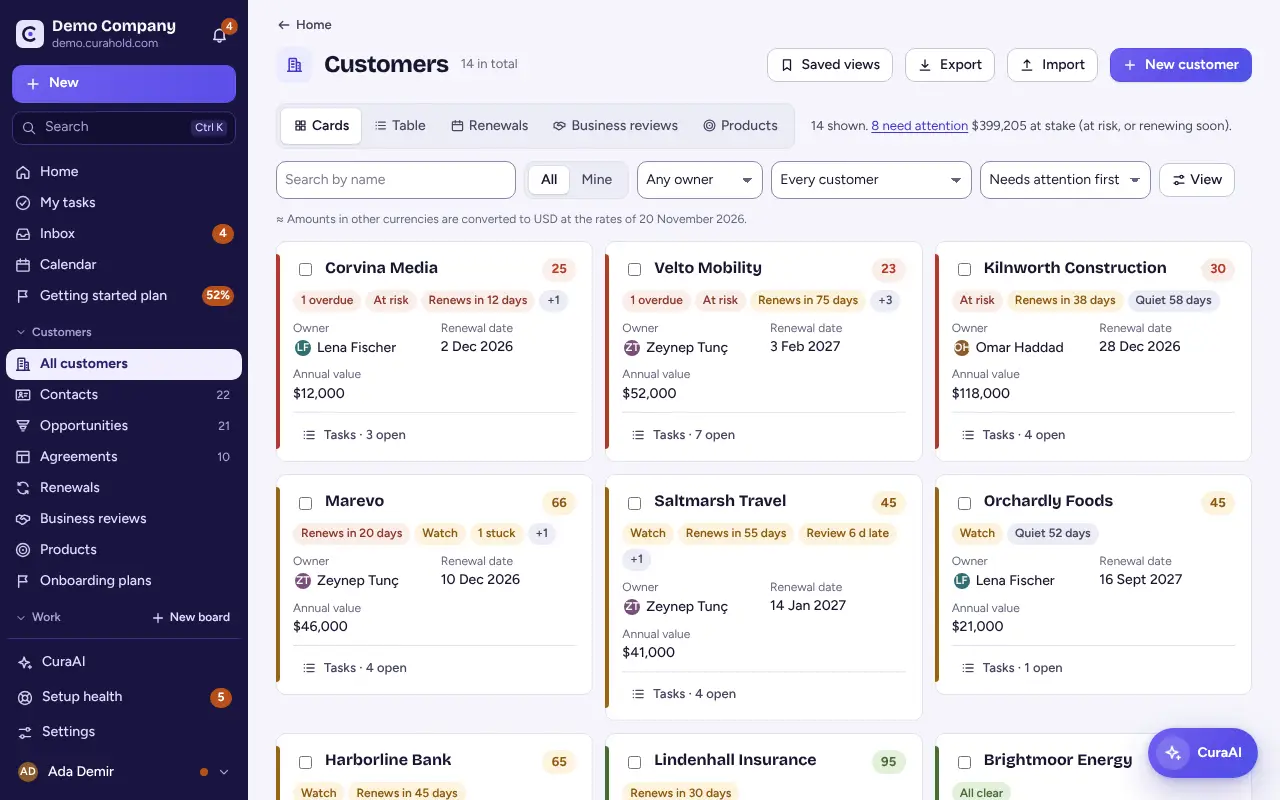 Demo Company
demo.curahold.com
4
New
Search
Ctrl K
Home
My tasks
Inbox
4
Calendar
Getting started plan
52%
Customers
All customers
Contacts
22
Opportunities
21
Agreements
10
Renewals
Business reviews
Products
Onboarding plans
Work
New board
CuraAI
Setup health
5
Settings
AD
Ada Demir
Home
Customers
14 in total
Saved views
Export
Import
New customer
Cards
Table
Renewals
Business reviews
Products
14 shown. 8 need attention $399,205 at stake (at risk, or renewing soon).
Search by name
All
Mine
Any owner
Every customer
Needs attention first
View
≈ Amounts in other currencies are converted to USD at the rates of 20 November 2026.
Corvina Media
25
1 overdue
At risk
Renews in 12 days
+1
Owner
Renewal date
LF
Lena Fischer
2 Dec 2026
Annual value
$12,000
Tasks · 3 open
Velto Mobility
23
1 overdue
At risk
Renews in 75 days
+3
Owner
Renewal date
ZT
Zeynep Tunç
3 Feb 2027
Annual value
$52,000
Tasks · 7 open
Kilnworth Construction
30
At risk
Renews in 38 days
Quiet 58 days
Owner
Renewal date
OH
Omar Haddad
28 Dec 2026
Annual value
$118,000
Tasks · 4 open
Marevo
66
Renews in 20 days
Watch
1 stuck
+1
Owner
Renewal date
ZT
Zeynep Tunç
10 Dec 2026
Annual value
$46,000
Tasks · 4 open
Saltmarsh Travel
45
Watch
Renews in 55 days
Review 6 d late
+1
Owner
Renewal date
ZT
Zeynep Tunç
14 Jan 2027
Annual value
$41,000
Tasks · 4 open
Orchardly Foods
45
Watch
Quiet 52 days
Owner
Renewal date
LF
Lena Fischer
16 Sept 2027
Annual value
$21,000
Tasks · 1 open
Harborline Bank
65
Watch
Renews in 45 days
Lindenhall Insurance
95
Renews in 30 days
Brightmoor Energy
All clear
CuraAI